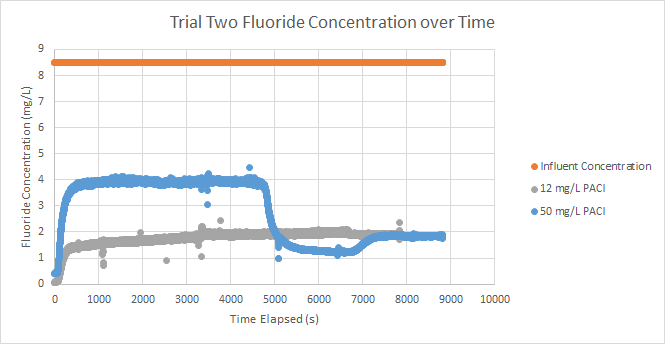 Trial Two Fluoride Concentration over Time
Fluoride Concentration (mg/L)
9
8
7
6
5
4
3
2
1
0
0 1000 2000 3000 4000 5000 6000 7000 8000 9000 10000
Time Elapsed (s)
Influent Concentration
12 mg/L PACl
50 mg/L PACl